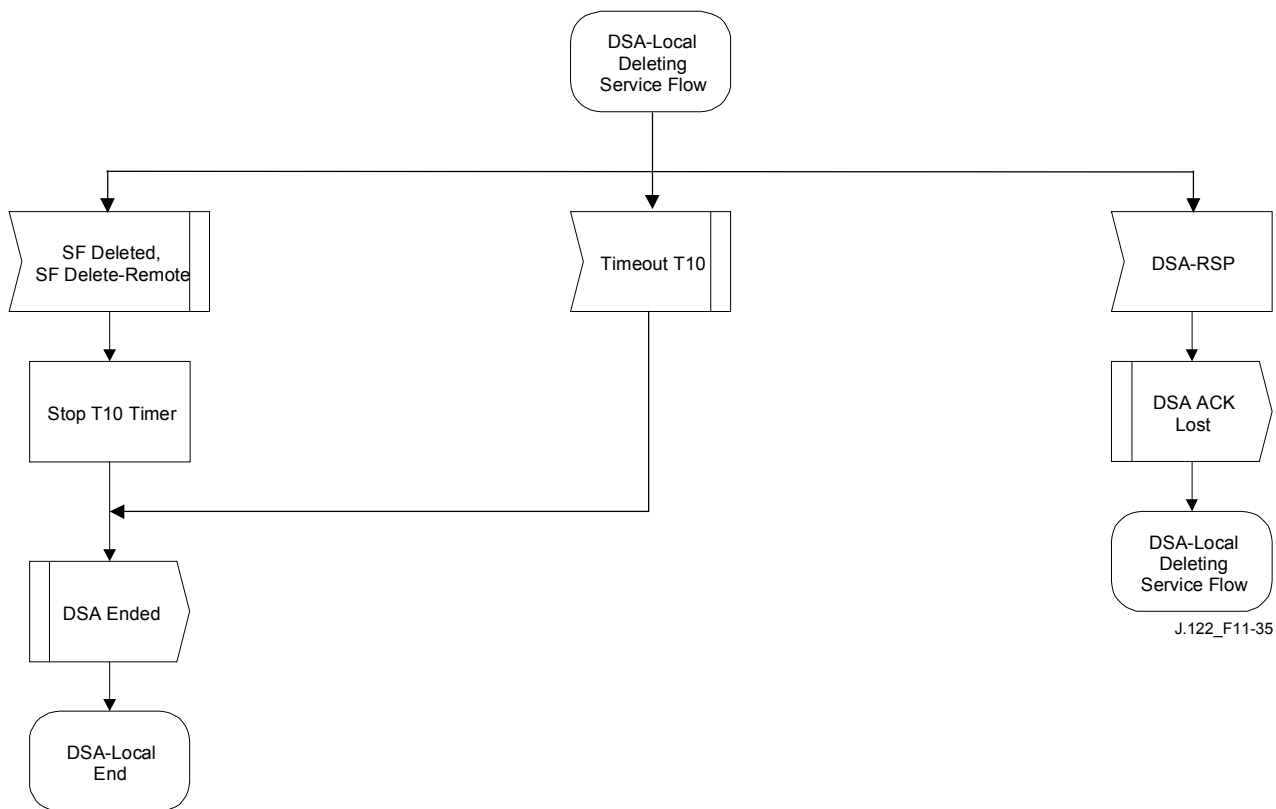 DSA-Local
Deleting
Service Flow
SF Deleted,
SF Delete-Remote
Timeout T10
DSA-RSP
Stop T10 Timer
DSA ACK
Lost
DSA-Local
Deleting
Service Flow
DSA Ended
J.122_F11-35
DSA-Local
End